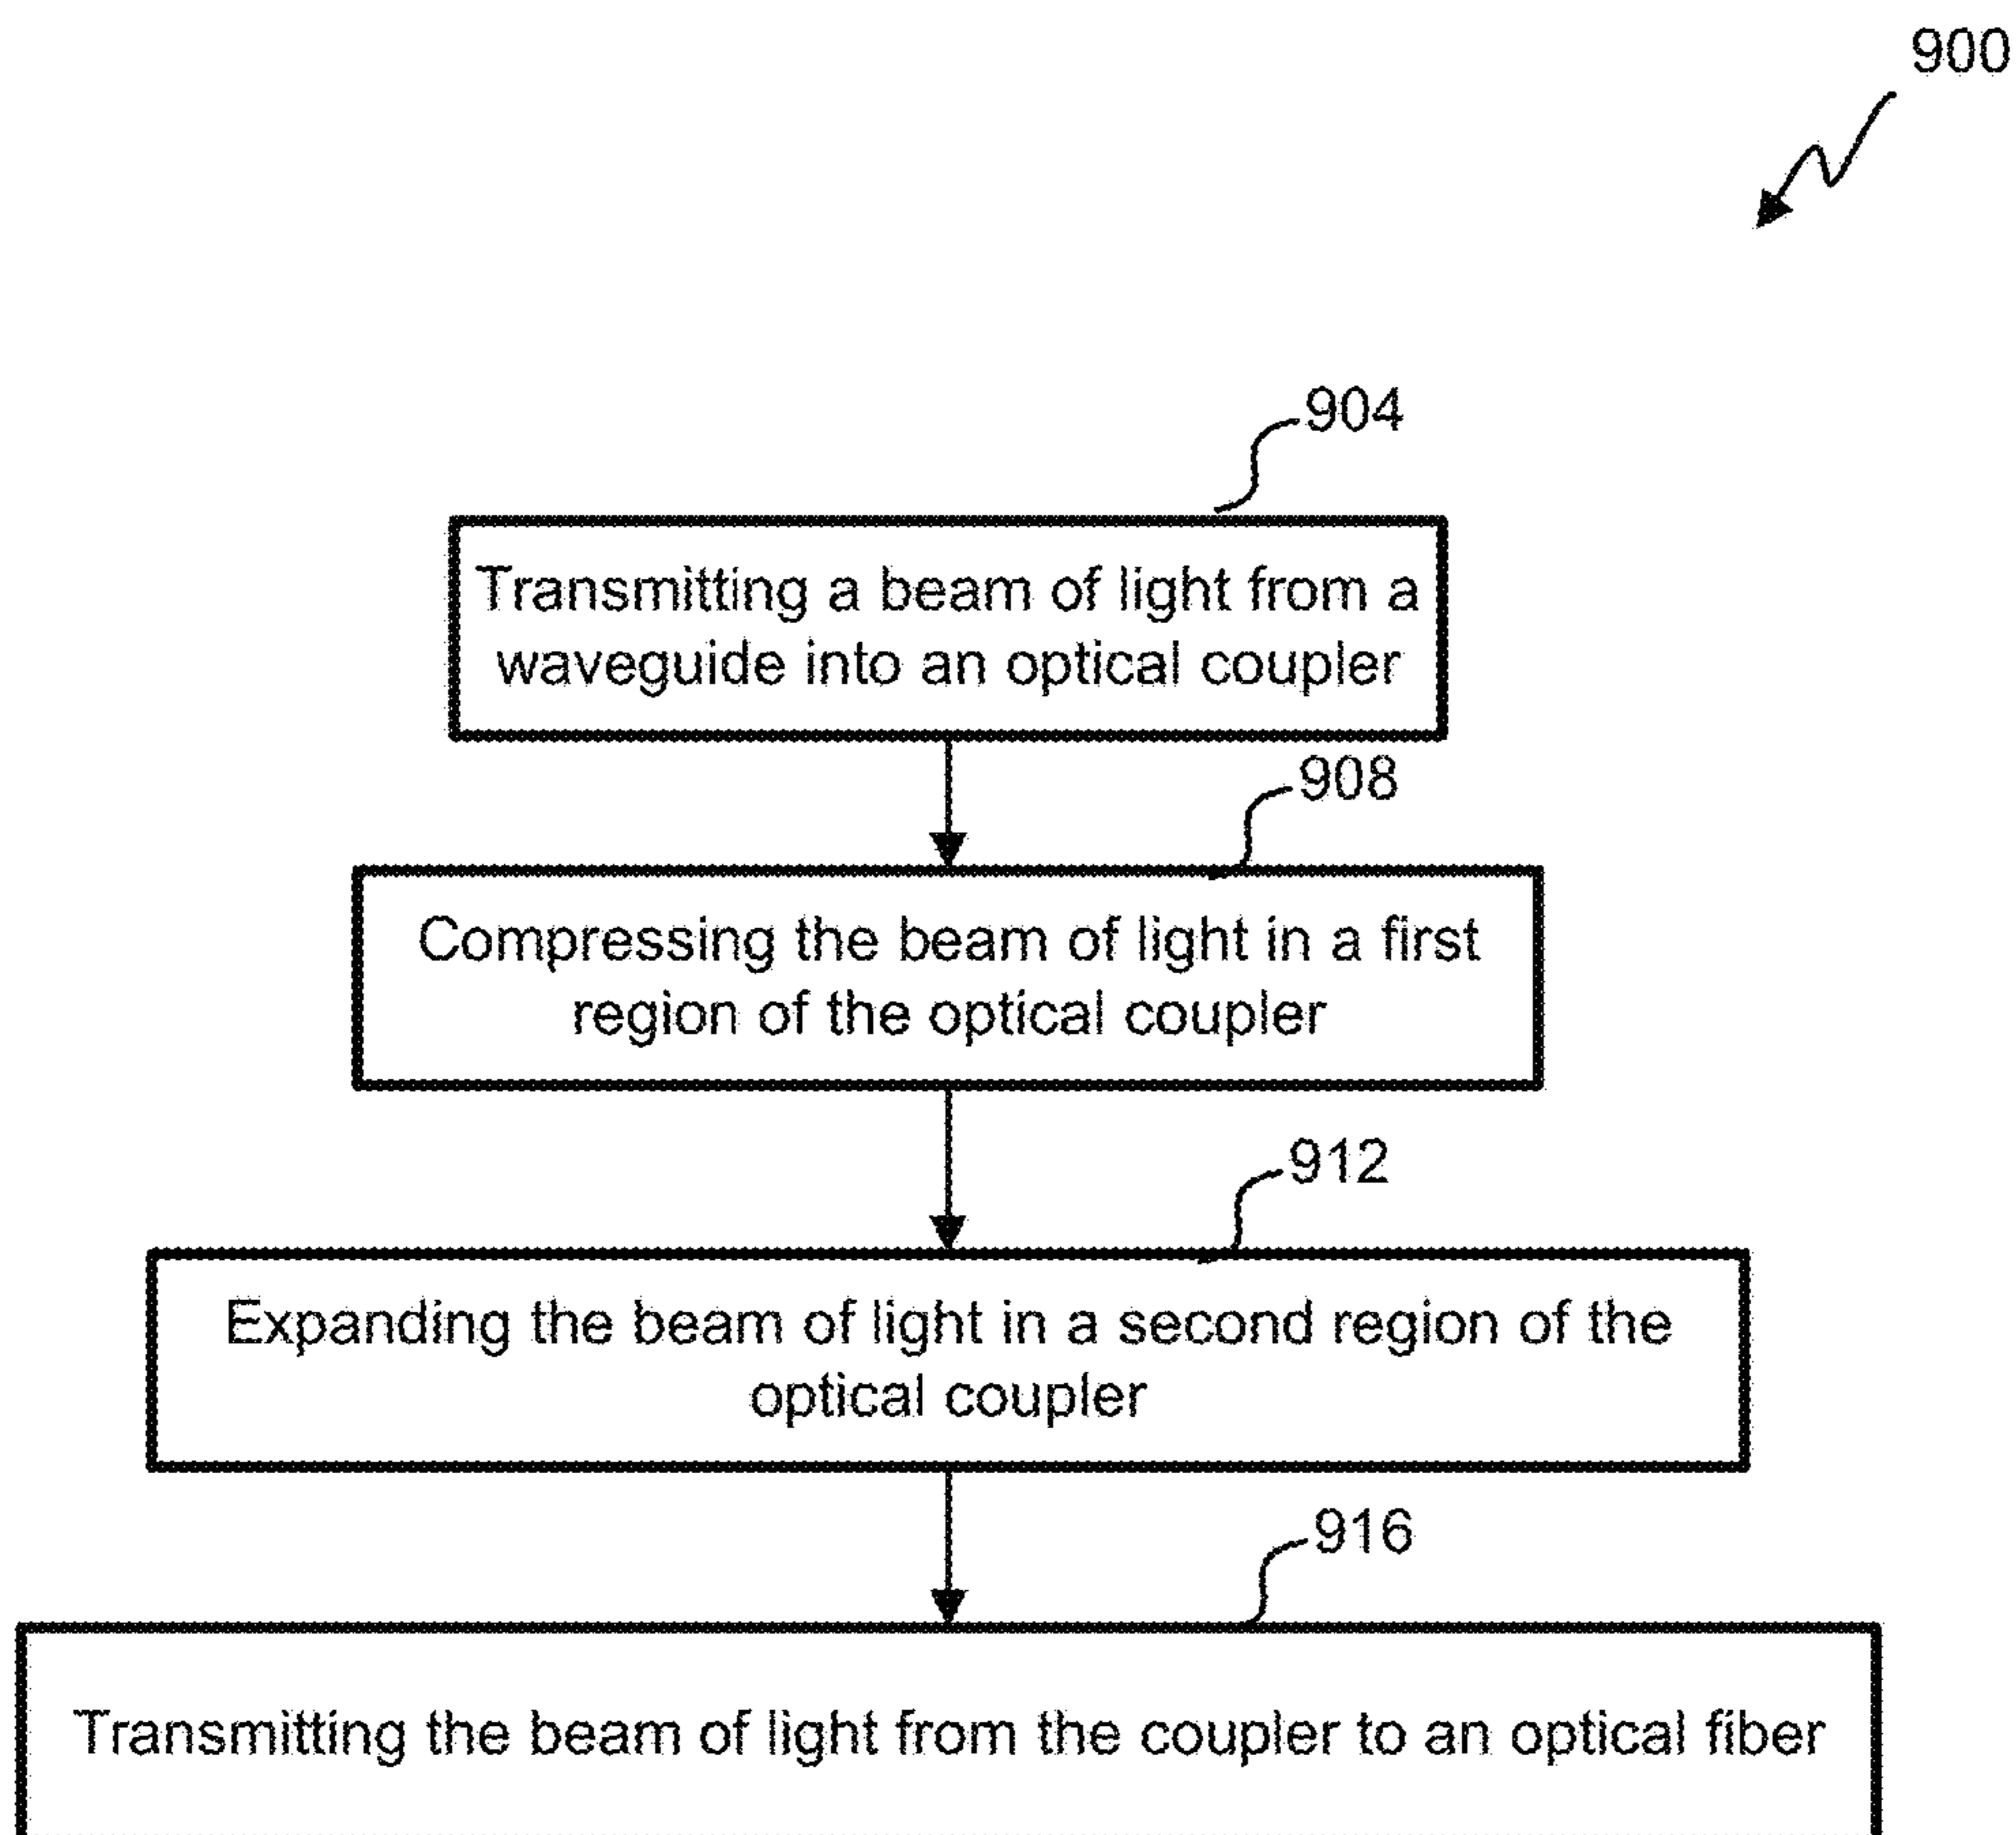 900
904
Transmitting a beam of light from a
waveguide into an optical coupler
908
Compressing the beam of light in a first
region of the optical coupler
912
Expanding the beam of light in a second region of the
optical coupler
916
Transmitting the beam of light from the coupler to an optical fiber